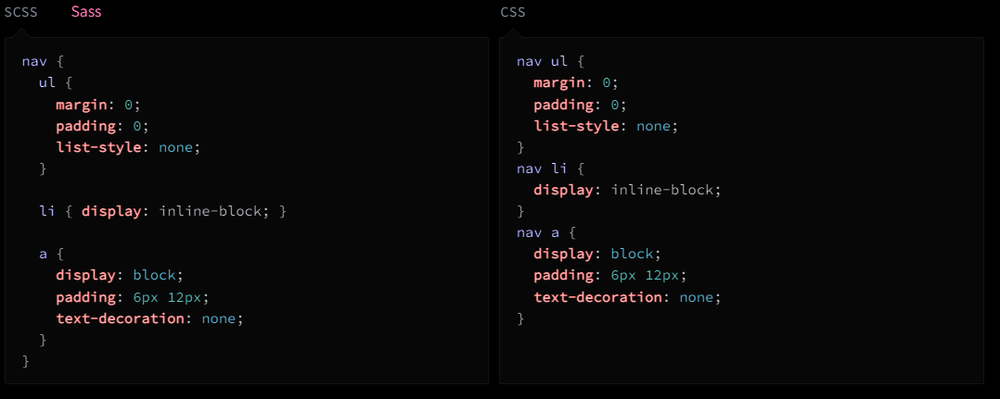 SCSS Sass
nav {
  ul {
    margin: 0;
    padding: 0;
    list-style: none;
  }

  li { display: inline-block; }

  a {
    display: block;
    padding: 6px 12px;
    text-decoration: none;
  }
}
CSS
nav ul {
  margin: 0;
  padding: 0;
  list-style: none;
}
nav li {
  display: inline-block;
}
nav a {
  display: block;
  padding: 6px 12px;
  text-decoration: none;
}